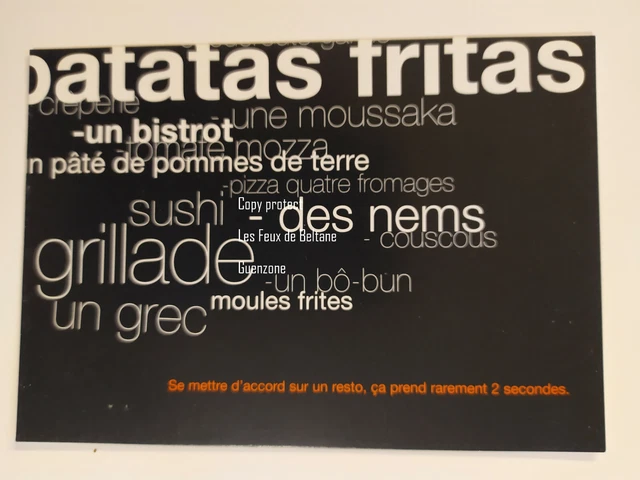 patatas fritas
crêperie
-une moussaka
-un bistrot
-tomate mozza
n pâté de pommes de terre
-pizza quatre fromages
sushi
Copy protect
- des nems
Les Feux de Beltane
- couscous
grillade
Guenzone
-un bô-bun
moules frites
un grec
Se mettre d'accord sur un resto, ça prend rarement 2 secondes.